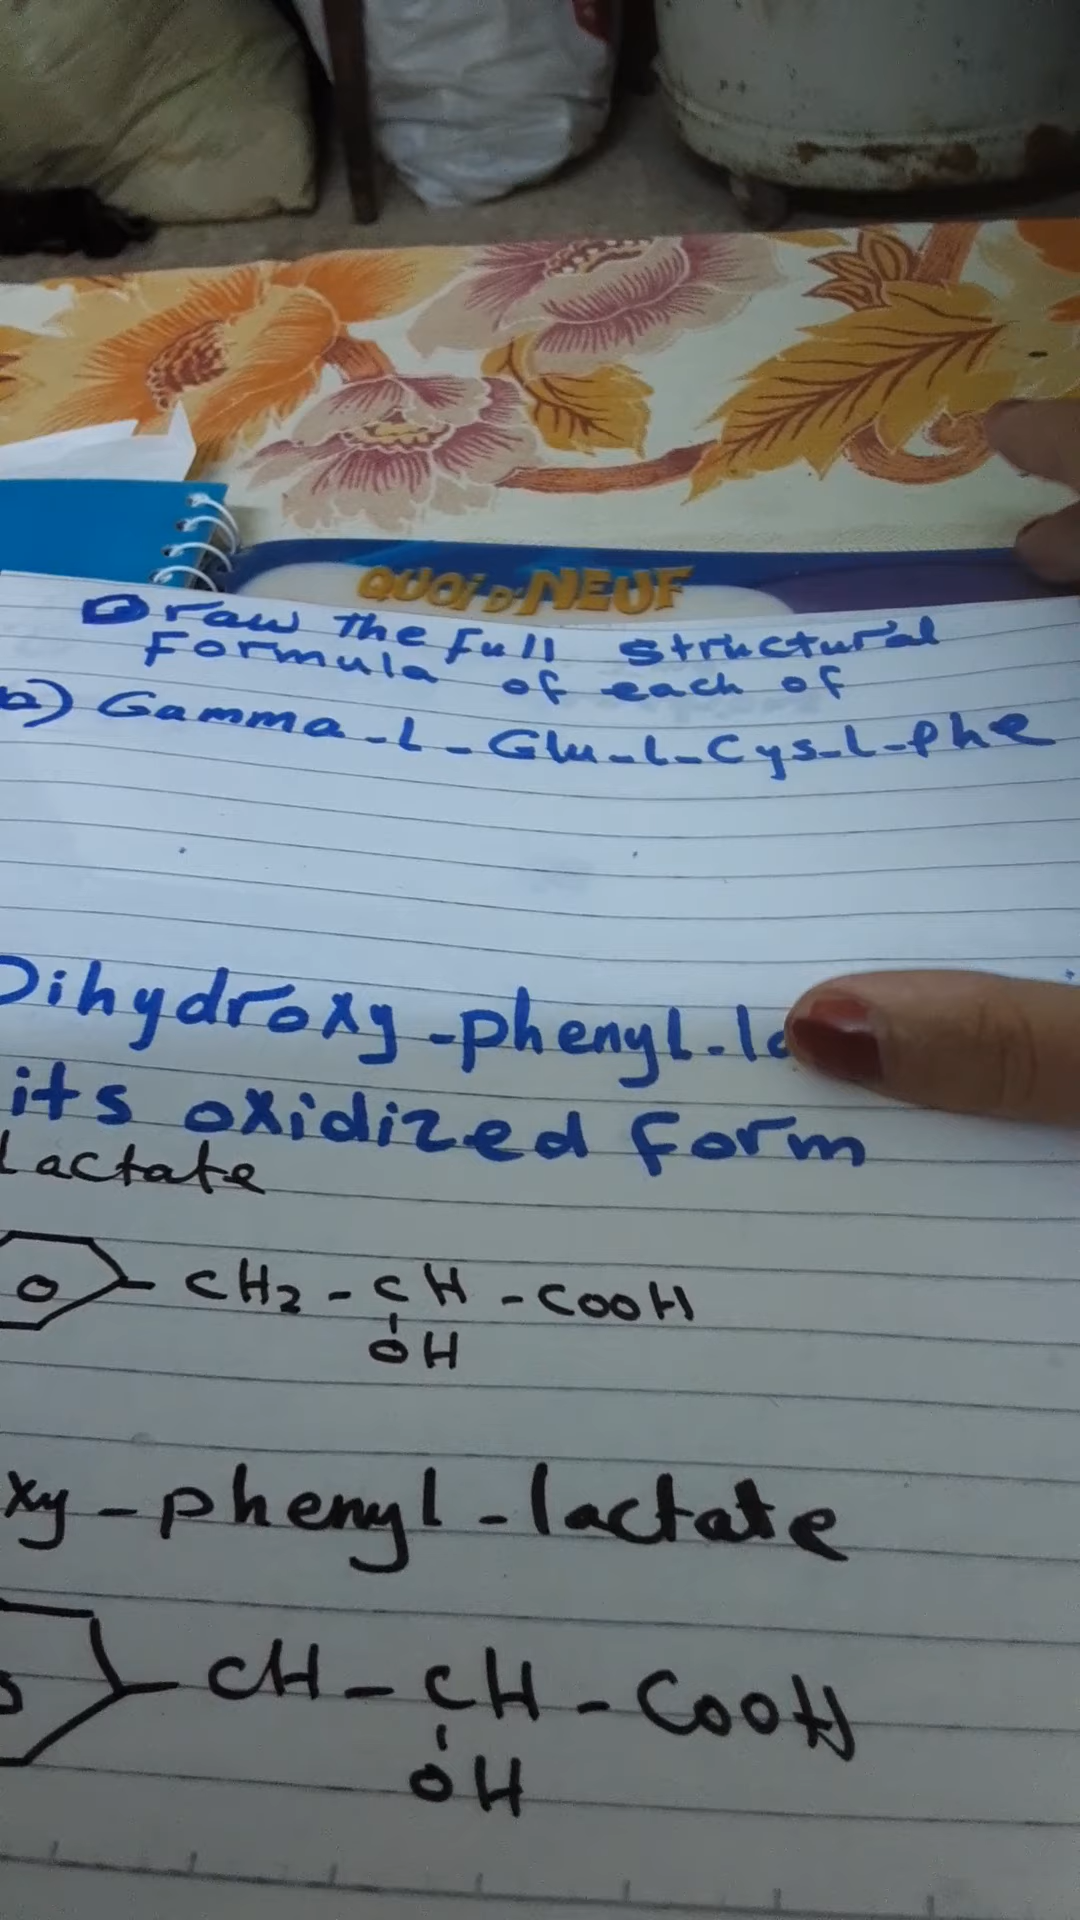 QUOI D'NEUF
Draw the full structural
Formula of each of
a) Gamma-L-Glu-L-Cys-L-phe
Dihydroxy-phenyl-la
its oxidized form
Lactate
CH2-CH-COOH
OH
xy-phenyl-lactate
CH-CH-COOH
OH